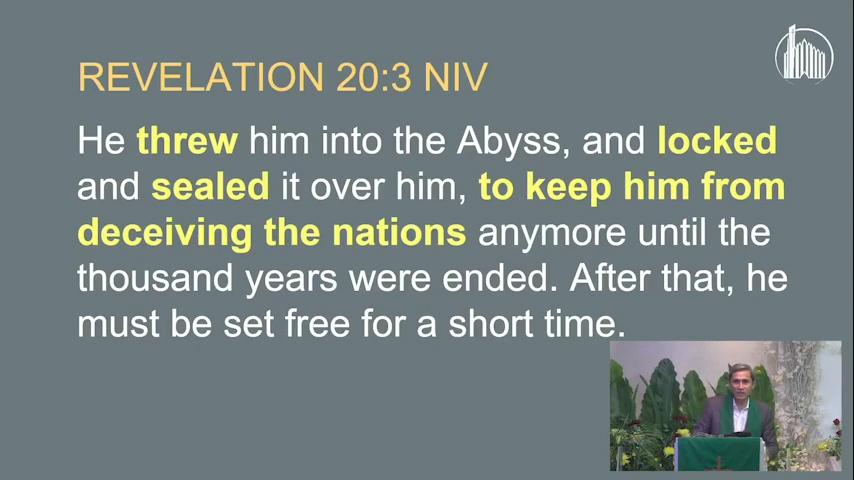 REVELATION 20:3 NIV
He threw him into the Abyss, and locked
and sealed it over him, to keep him from
deceiving the nations anymore until the
thousand years were ended. After that, he
must be set free for a short time.